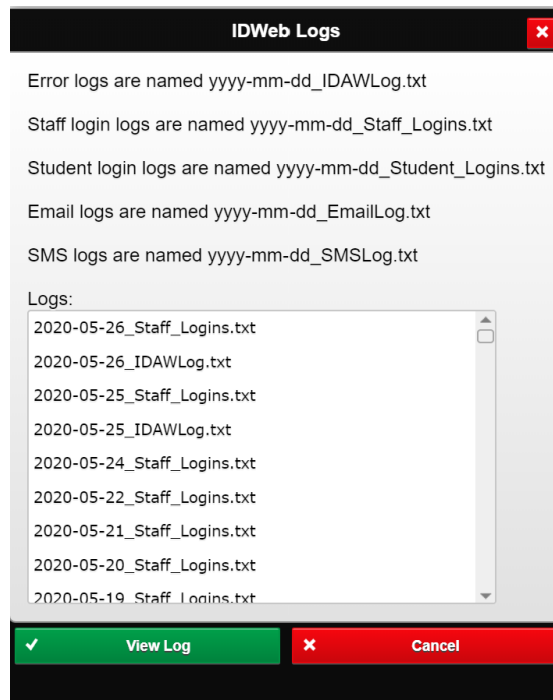 IDWeb Logs
Error logs are named yyyy-mm-dd_IDAWLog.txt
Staff login logs are named yyyy-mm-dd_Staff_Logins.txt
Student login logs are named yyyy-mm-dd_Student_Logins.txt
Email logs are named yyyy-mm-dd_EmailLog.txt
SMS logs are named yyyy-mm-dd_SMSLog.txt
Logs:
2020-05-26_Staff_Logins.txt
2020-05-26_IDAWLog.txt
2020-05-25_Staff_Logins.txt
2020-05-25_IDAWLog.txt
2020-05-24_Staff_Logins.txt
2020-05-22_Staff_Logins.txt
2020-05-21_Staff_Logins.txt
2020-05-20_Staff_Logins.txt
2020-05-19_Staff_Logins.txt
View Log
Cancel